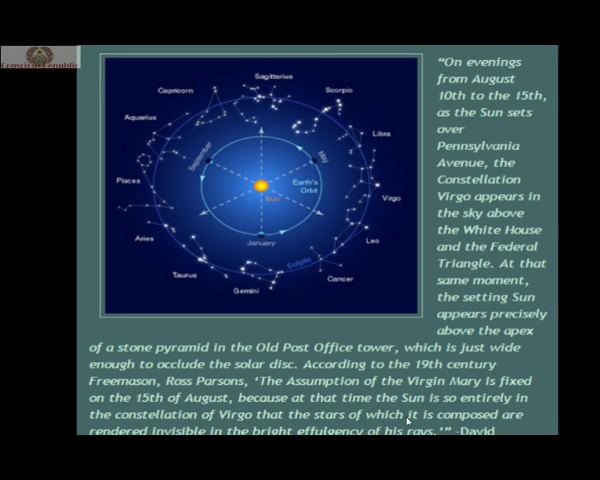 ConsciousRepublic
Sagittarius
Capricorn
Scorpio
Aquarius
Libra
September
May
Pisces
Earth's
Orbit
Sun
Virgo
Aries
January
Leo
Ecliptic
Taurus
Cancer
Gemini
“On evenings
from August
10th to the 15th,
as the Sun sets
over
Pennsylvania
Avenue, the
Constellation
Virgo appears in
the sky above
the White House
and the Federal
Triangle. At that
same moment,
the setting Sun
appears precisely
above the apex
of a stone pyramid in the Old Post Office tower, which is just wide
enough to occlude the solar disc. According to the 19th century
Freemason, Ross Parsons, ‘The Assumption of the Virgin Mary is fixed
on the 15th of August, because at that time the Sun is so entirely in
the constellation of Virgo that the stars of which it is composed are
rendered invisible in the bright effulgency of his rays.’” -David